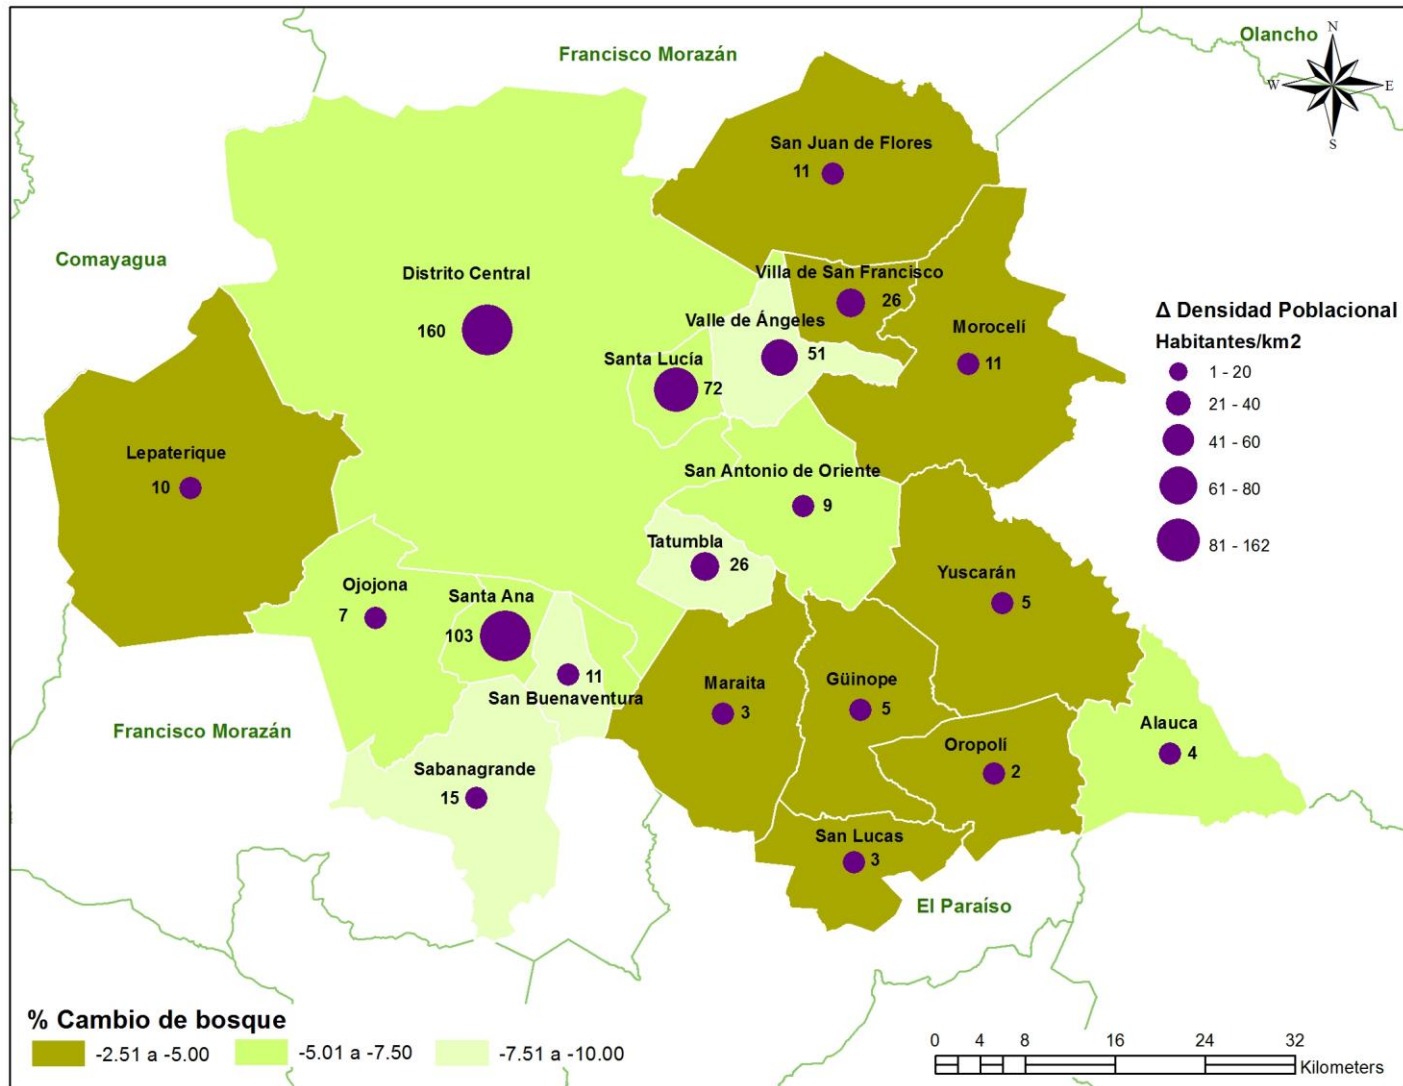 Francisco Morazán
Olancho
N
W E
S
San Juan de Flores
11
Comayagua
Distrito Central
160
Villa de San Francisco
26
Valle de Ángeles
51
Santa Lucía
72
Morocelí
11
Δ Densidad Poblacional
Habitantes/km2
1 - 20
21 - 40
41 - 60
61 - 80
81 - 162
Lepaterique
10
San Antonio de Oriente
9
Tatumbla
26
Yuscarán
5
Ojojona
7
Santa Ana
103
San Buenaventura
11
Maraita
3
Güinope
5
Oropolí
2
Alauca
4
Francisco Morazán
Sabanagrande
15
San Lucas
3
El Paraíso
% Cambio de bosque
-2.51 a -5.00
-5.01 a -7.50
-7.51 a -10.00
0 4 8 16 24 32
Kilometers